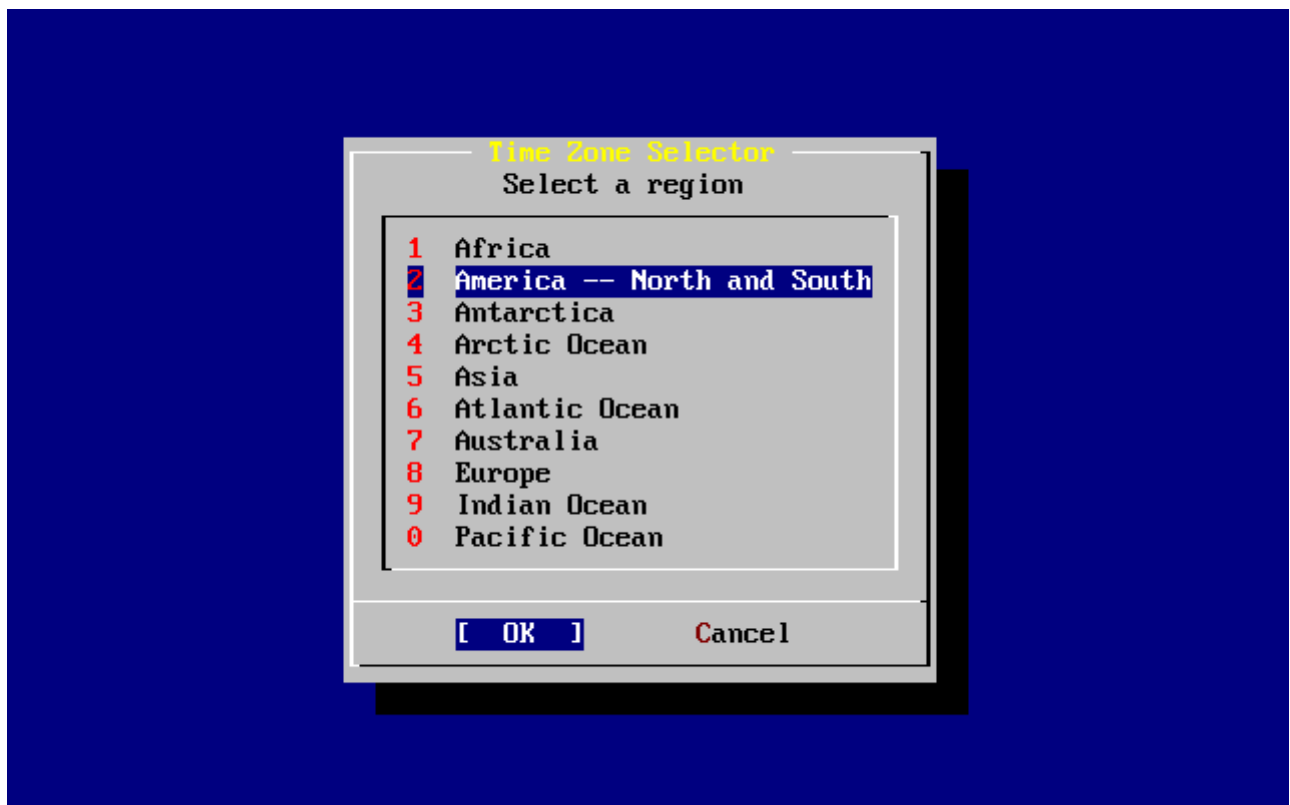 Time Zone Selector
Select a region
1 Africa
2 America -- North and South
3 Antarctica
4 Arctic Ocean
5 Asia
6 Atlantic Ocean
7 Australia
8 Europe
9 Indian Ocean
0 Pacific Ocean
[ OK ] Cancel